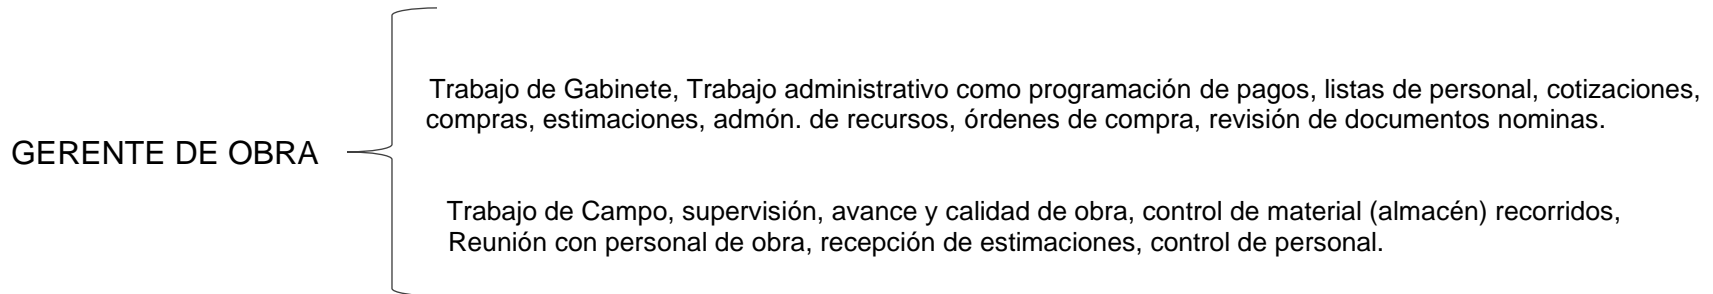 GERENTE DE OBRA
Trabajo de Gabinete, Trabajo administrativo como programación de pagos, listas de personal, cotizaciones,
compras, estimaciones, admón. de recursos, órdenes de compra, revisión de documentos nominas.
Trabajo de Campo, supervisión, avance y calidad de obra, control de material (almacén) recorridos,
Reunión con personal de obra, recepción de estimaciones, control de personal.